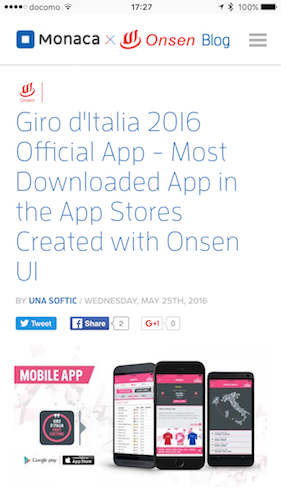 docomo 17:27 100%
Monaca × Onsen Blog
Onsen
Giro d'Italia 2016
Official App - Most
Downloaded App in
the App Stores
Created with Onsen
UI
BY UNA SOFTIC / WEDNESDAY, MAY 25TH, 2016
Tweet Share 2 G+1 0
MOBILE APP
Google play App Store